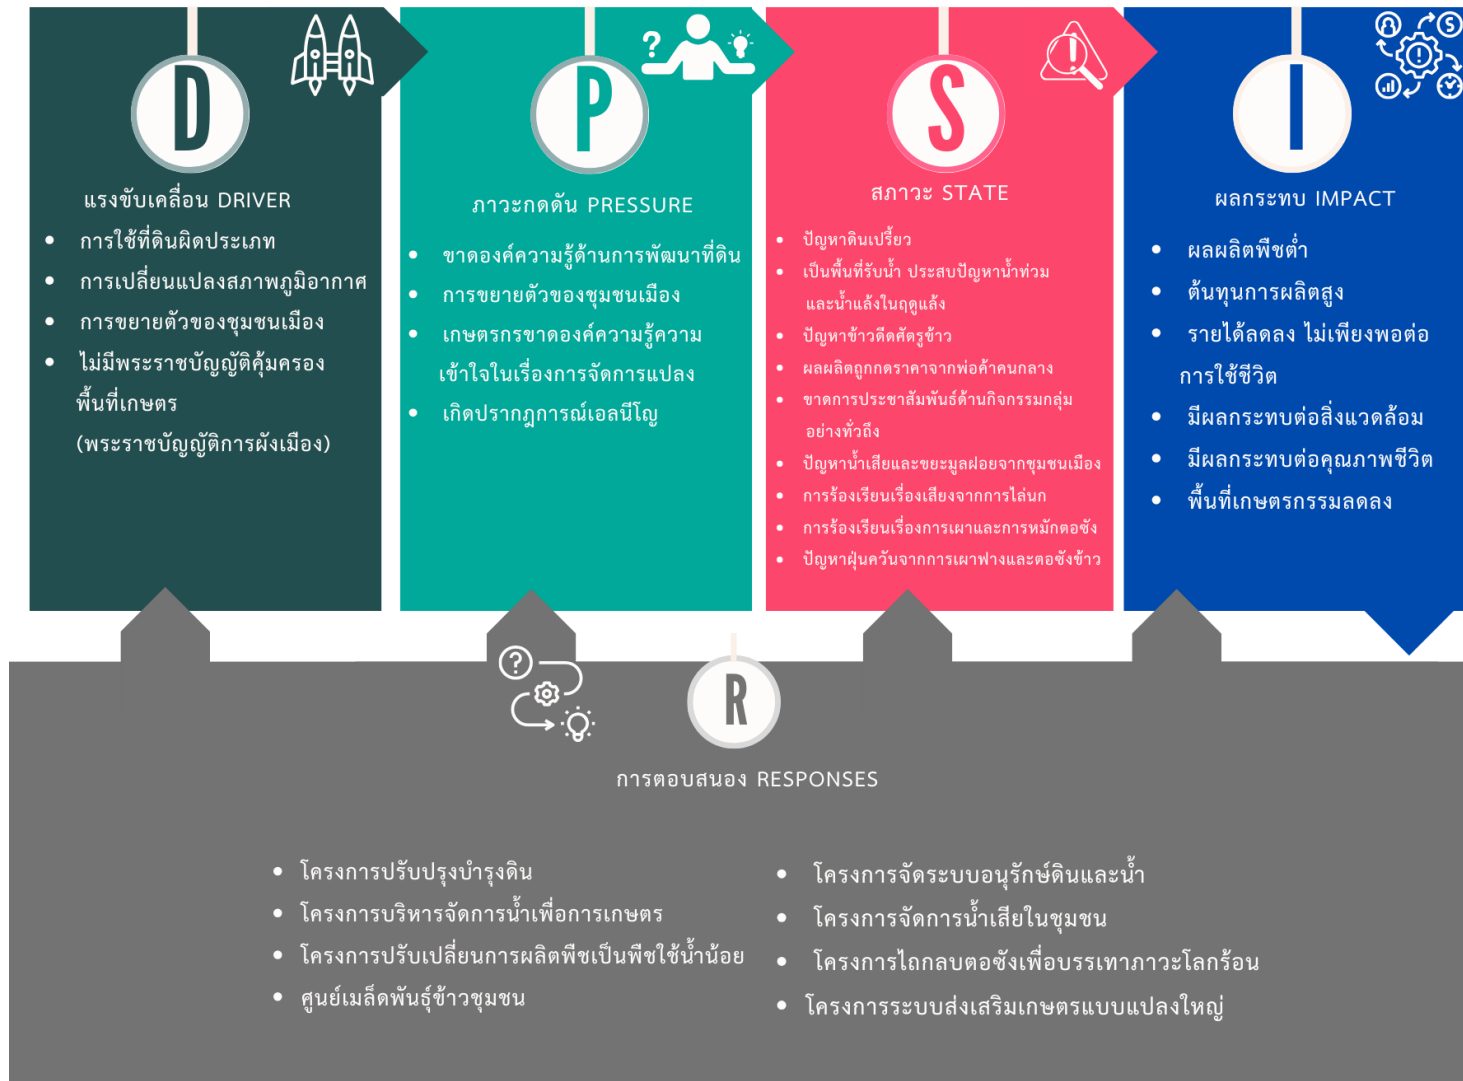 D
แรงขับเคลื่อน DRIVER
• การใช้ที่ดินผิดประเภท
• การเปลี่ยนแปลงสภาพภูมิอากาศ
• การขยายตัวของชุมชนเมือง
• ไม่มีพระราชบัญญัติคุ้มครอง
พื้นที่เกษตร
(พระราชบัญญัติการผังเมือง)
?
P
ภาวะกดดัน PRESSURE
• ขาดองค์ความรู้ด้านการพัฒนาที่ดิน
• การขยายตัวของชุมชนเมือง
• เกษตรกรขาดองค์ความรู้ความ
เข้าใจในเรื่องการจัดการแปลง
• เกิดปรากฎการณ์เอลนีโญ
!
S
สภาวะ STATE
• ปัญหาดินเปรี้ยว
• เป็นพื้นที่รับน้ำ ประสบปัญหาน้ำท่วม
และน้ำแล้งในฤดูแล้ง
• ปัญหาข้าวดีดศัตรูข้าว
• ผลผลิตถูกกดราคาจากพ่อค้าคนกลาง
• ขาดการประชาสัมพันธ์ด้านกิจกรรมกลุ่ม
อย่างทั่วถึง
• ปัญหาน้ำเสียและขยะมูลฝอยจากชุมชนเมือง
• การร้องเรียนเรื่องเสียงจากการไล่นก
• การร้องเรียนเรื่องการเผาและการหมักตอซัง
• ปัญหาฝุ่นควันจากการเผาฟางและตอซังข้าว
S
!
I
ผลกระทบ IMPACT
• ผลผลิตพืชต่ำ
• ต้นทุนการผลิตสูง
• รายได้ลดลง ไม่เพียงพอต่อ
การใช้ชีวิต
• มีผลกระทบต่อสิ่งแวดล้อม
• มีผลกระทบต่อคุณภาพชีวิต
• พื้นที่เกษตรกรรมลดลง
?
R
การตอบสนอง RESPONSES
• โครงการปรับปรุงบำรุงดิน
• โครงการบริหารจัดการน้ำเพื่อการเกษตร
• โครงการปรับเปลี่ยนการผลิตพืชเป็นพืชใช้น้ำน้อย
• ศูนย์เมล็ดพันธุ์ข้าวชุมชน
• โครงการจัดระบบอนุรักษ์ดินและน้ำ
• โครงการจัดการน้ำเสียในชุมชน
• โครงการไถกลบตอซังเพื่อบรรเทาภาวะโลกร้อน
• โครงการระบบส่งเสริมเกษตรแบบแปลงใหญ่